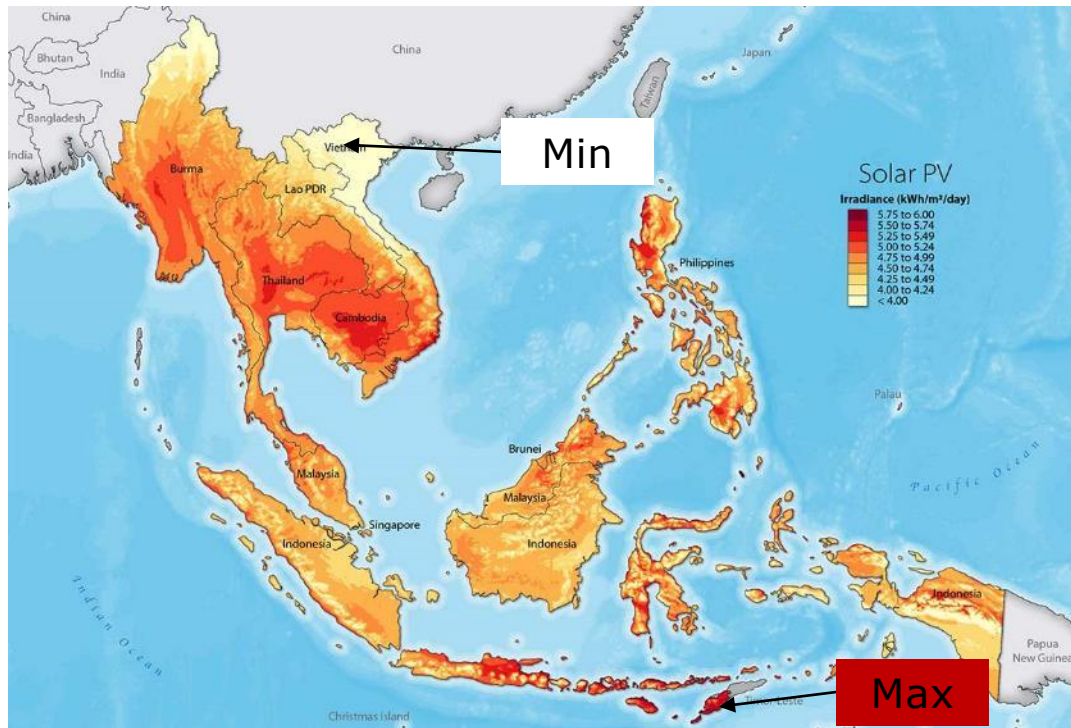 China
China
Japan
Bhutan
India
Taiwan
Bangladesh
India
Vietnam
Min
Burma
Lao PDR
Solar PV
Irradiance (kWh/m²/day)
5.75 to 6.00
5.50 to 5.74
5.25 to 5.49
5.00 to 5.24
4.75 to 4.99
4.50 to 4.74
4.25 to 4.49
4.00 to 4.24
< 4.00
Philippines
Thailand
Cambodia
Palau
Brunei
Malaysia
Malaysia
Pacific Ocean
Singapore
Indonesia
Indonesia
Indonesia
Indian Ocean
Papua
New Guinea
Max
Timor-Leste
Christmas Island